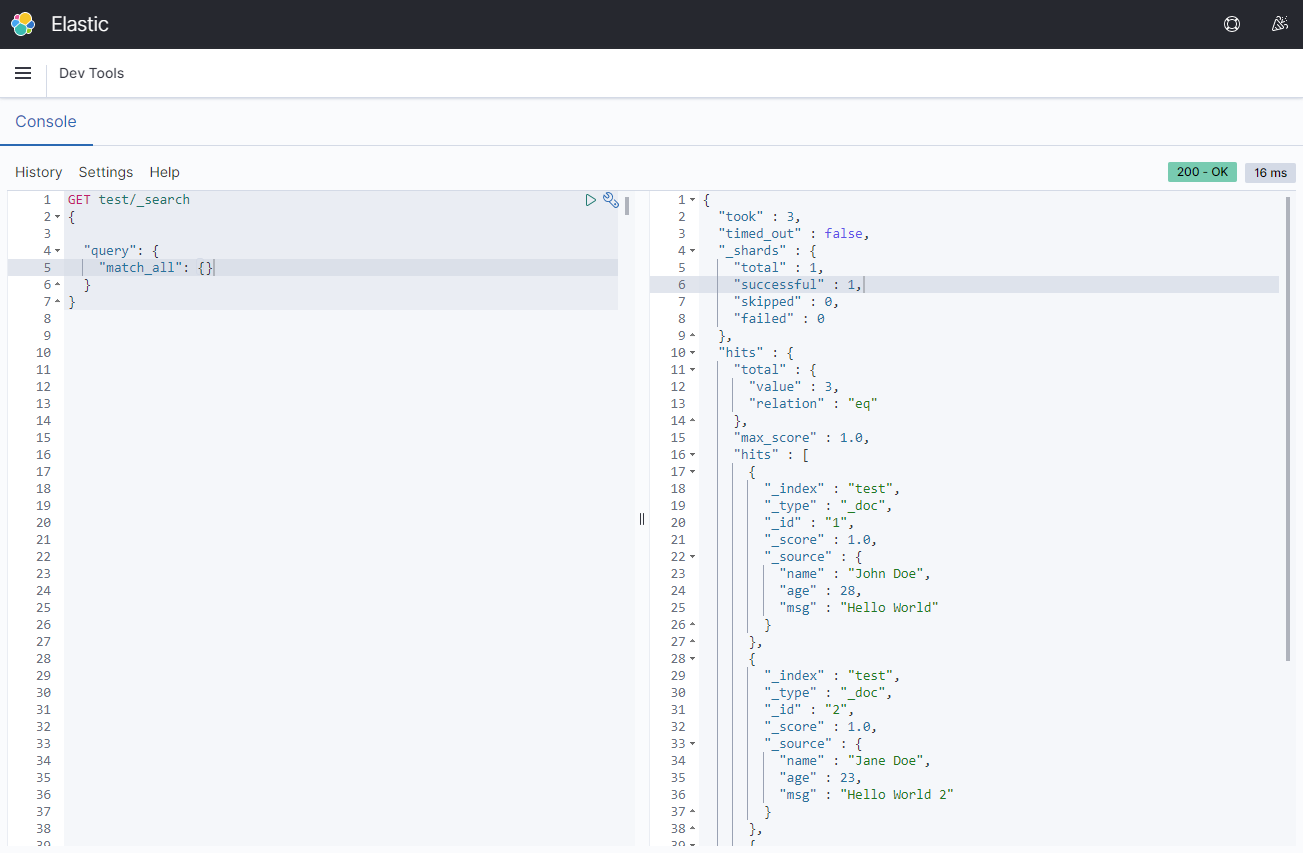 Elastic
Dev Tools
Console
History Settings Help
200 - OK 16 ms
1 GET test/_search
2 {
3
4 "query": {
5 "match_all": {}
6 }
7 }
8
9
10
11
12
13
14
15
16
17
18
19
20
21
22
23
24
25
26
27
28
29
30
31
32
33
34
35
36
37
38
39
1 {
2 "took" : 3,
3 "timed_out" : false,
4 "_shards" : {
5 "total" : 1,
6 "successful" : 1,
7 "skipped" : 0,
8 "failed" : 0
9 },
10 "hits" : {
11 "total" : {
12 "value" : 3,
13 "relation" : "eq"
14 },
15 "max_score" : 1.0,
16 "hits" : [
17 {
18 "_index" : "test",
19 "_type" : "_doc",
20 "_id" : "1",
21 "_score" : 1.0,
22 "_source" : {
23 "name" : "John Doe",
24 "age" : 28,
25 "msg" : "Hello World"
26 }
27 },
28 {
29 "_index" : "test",
30 "_type" : "_doc",
31 "_id" : "2",
32 "_score" : 1.0,
33 "_source" : {
34 "name" : "Jane Doe",
35 "age" : 23,
36 "msg" : "Hello World 2"
37 }
38 },
39 {